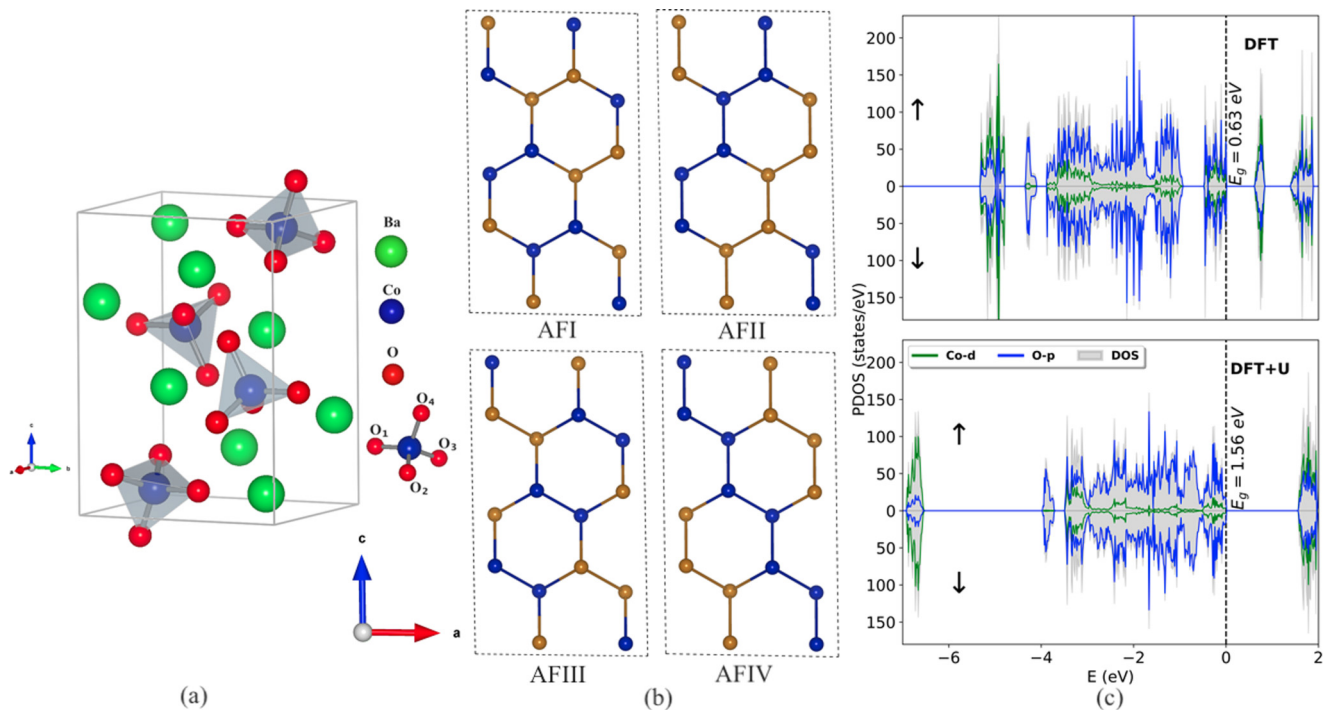 Ba
Co
O
O₄
O₁
O₃
O₂
c
a
b
c
a
(a)
AFI
AFII
AFIII
AFIV
(b)
DFT
200
150
100
50
0
50
100
150
↑
↓
E_g = 0.63 eV
PDOS (states/eV)
Co-d
O-p
DOS
DFT+U
200
150
100
50
0
50
100
150
↑
↓
E_g = 1.56 eV
−6
−4
−2
0
2
E (eV)
(c)